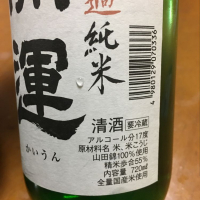 純米
運
かいうん
清酒 要冷蔵
アルコール分17度
原材料名 米、米こうじ
山田錦100%使用
精米歩合55%
内容量 720ml
全量国産米使用
4980129070336